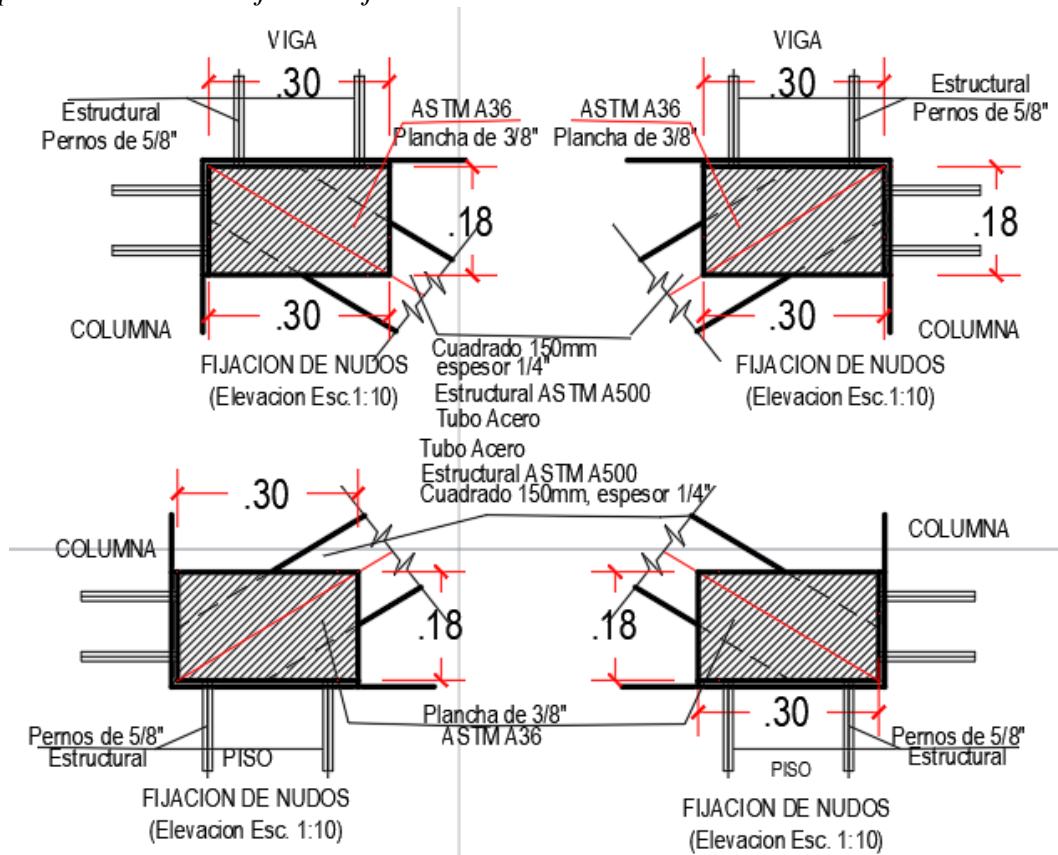 VIGA
.30
Estructural
Pernos de 5/8"
ASTM A36
Plancha de 3/8"
.18
.30
COLUMNA
FIJACION DE NUDOS
(Elevacion Esc.1:10)
VIGA
.30
Estructural
Pernos de 5/8"
ASTM A36
Plancha de 3/8"
.18
.30
COLUMNA
FIJACION DE NUDOS
(Elevacion Esc.1:10)
Cuadrado 150mm
espesor 1/4"
Estructural ASTM A500
Tubo Acero
Tubo Acero
Estructural ASTM A500
Cuadrado 150mm, espesor 1/4"
.30
COLUMNA
.18
Pernos de 5/8"
Estructural
PISO
FIJACION DE NUDOS
(Elevacion Esc. 1:10)
Plancha de 3/8"
ASTM A36
COLUMNA
.18
.30
Pernos de 5/8"
Estructural
PISO
FIJACION DE NUDOS
(Elevacion Esc. 1:10)